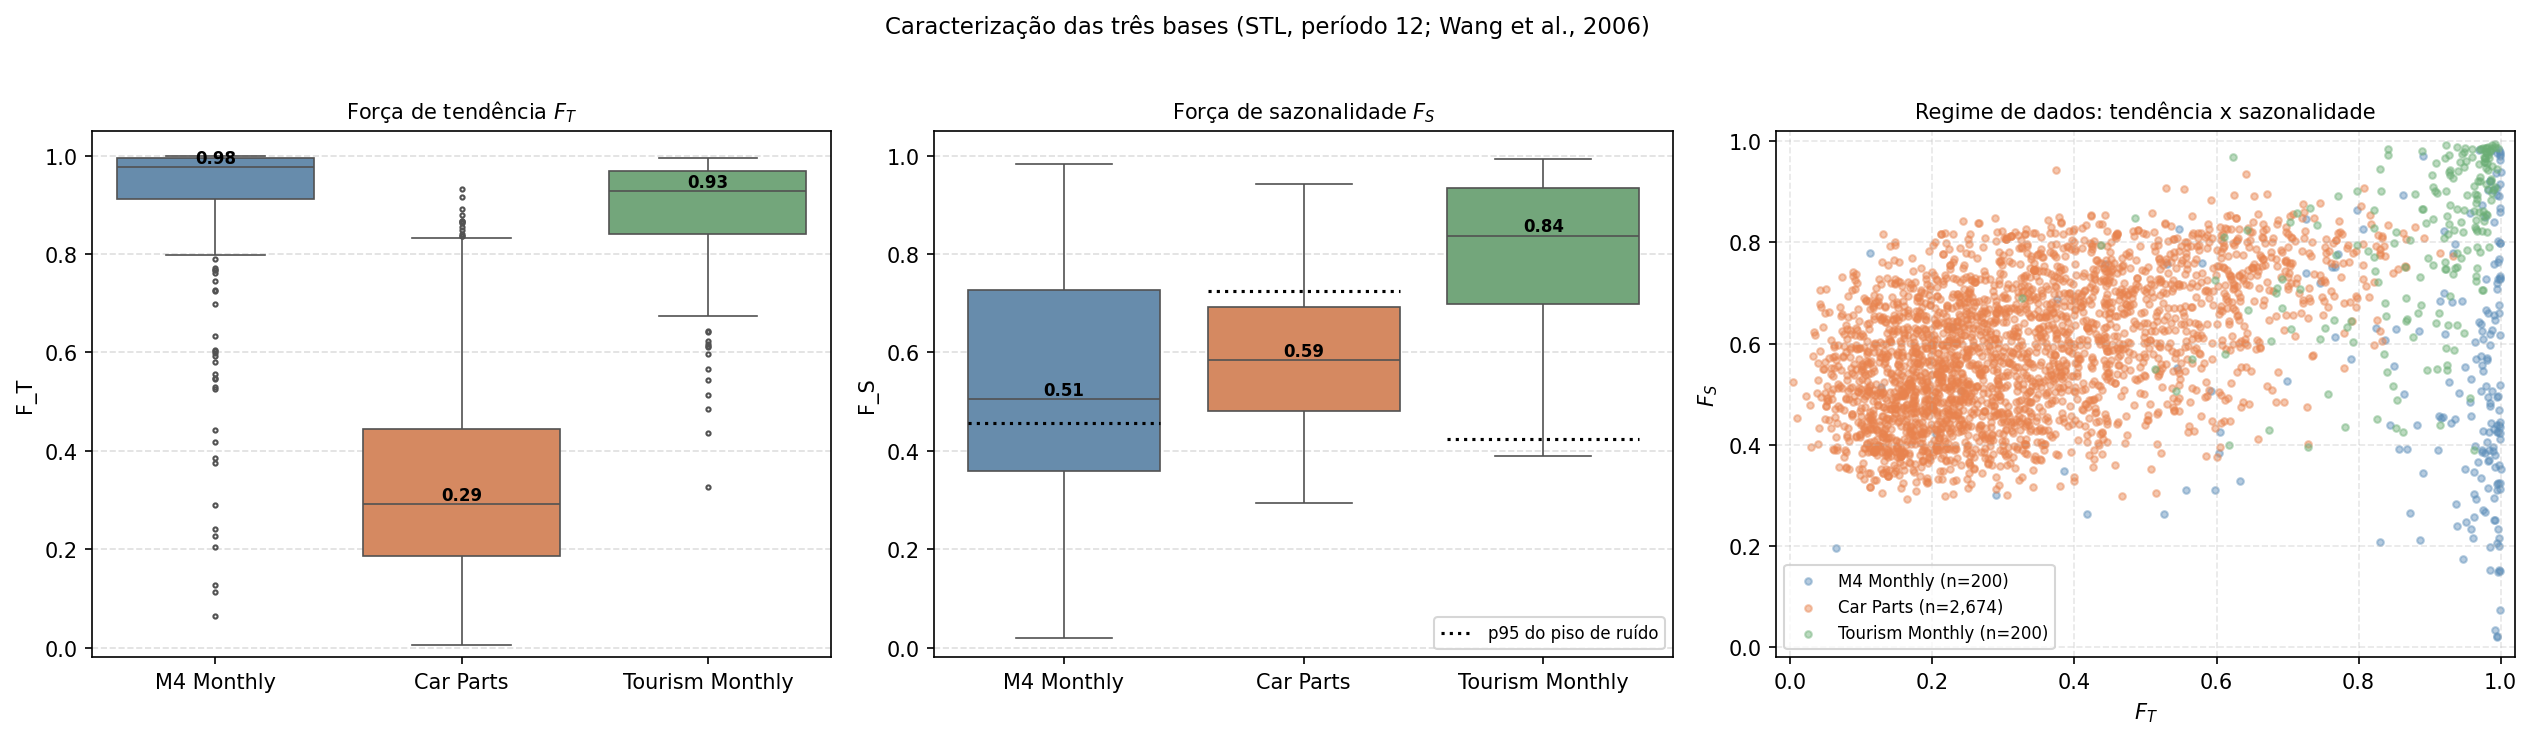 Caracterização das três bases (STL, período 12; Wang et al., 2006)
Força de tendência F_T
F_T
1.0
0.8
0.6
0.4
0.2
0.0
0.98
0.29
0.93
M4 Monthly
Car Parts
Tourism Monthly
Força de sazonalidade F_S
F_S
1.0
0.8
0.6
0.4
0.2
0.0
0.51
0.59
0.84
p95 do piso de ruído
M4 Monthly
Car Parts
Tourism Monthly
Regime de dados: tendência x sazonalidade
F_S
1.0
0.8
0.6
0.4
0.2
0.0
M4 Monthly (n=200)
Car Parts (n=2,674)
Tourism Monthly (n=200)
0.0
0.2
0.4
0.6
0.8
1.0
F_T